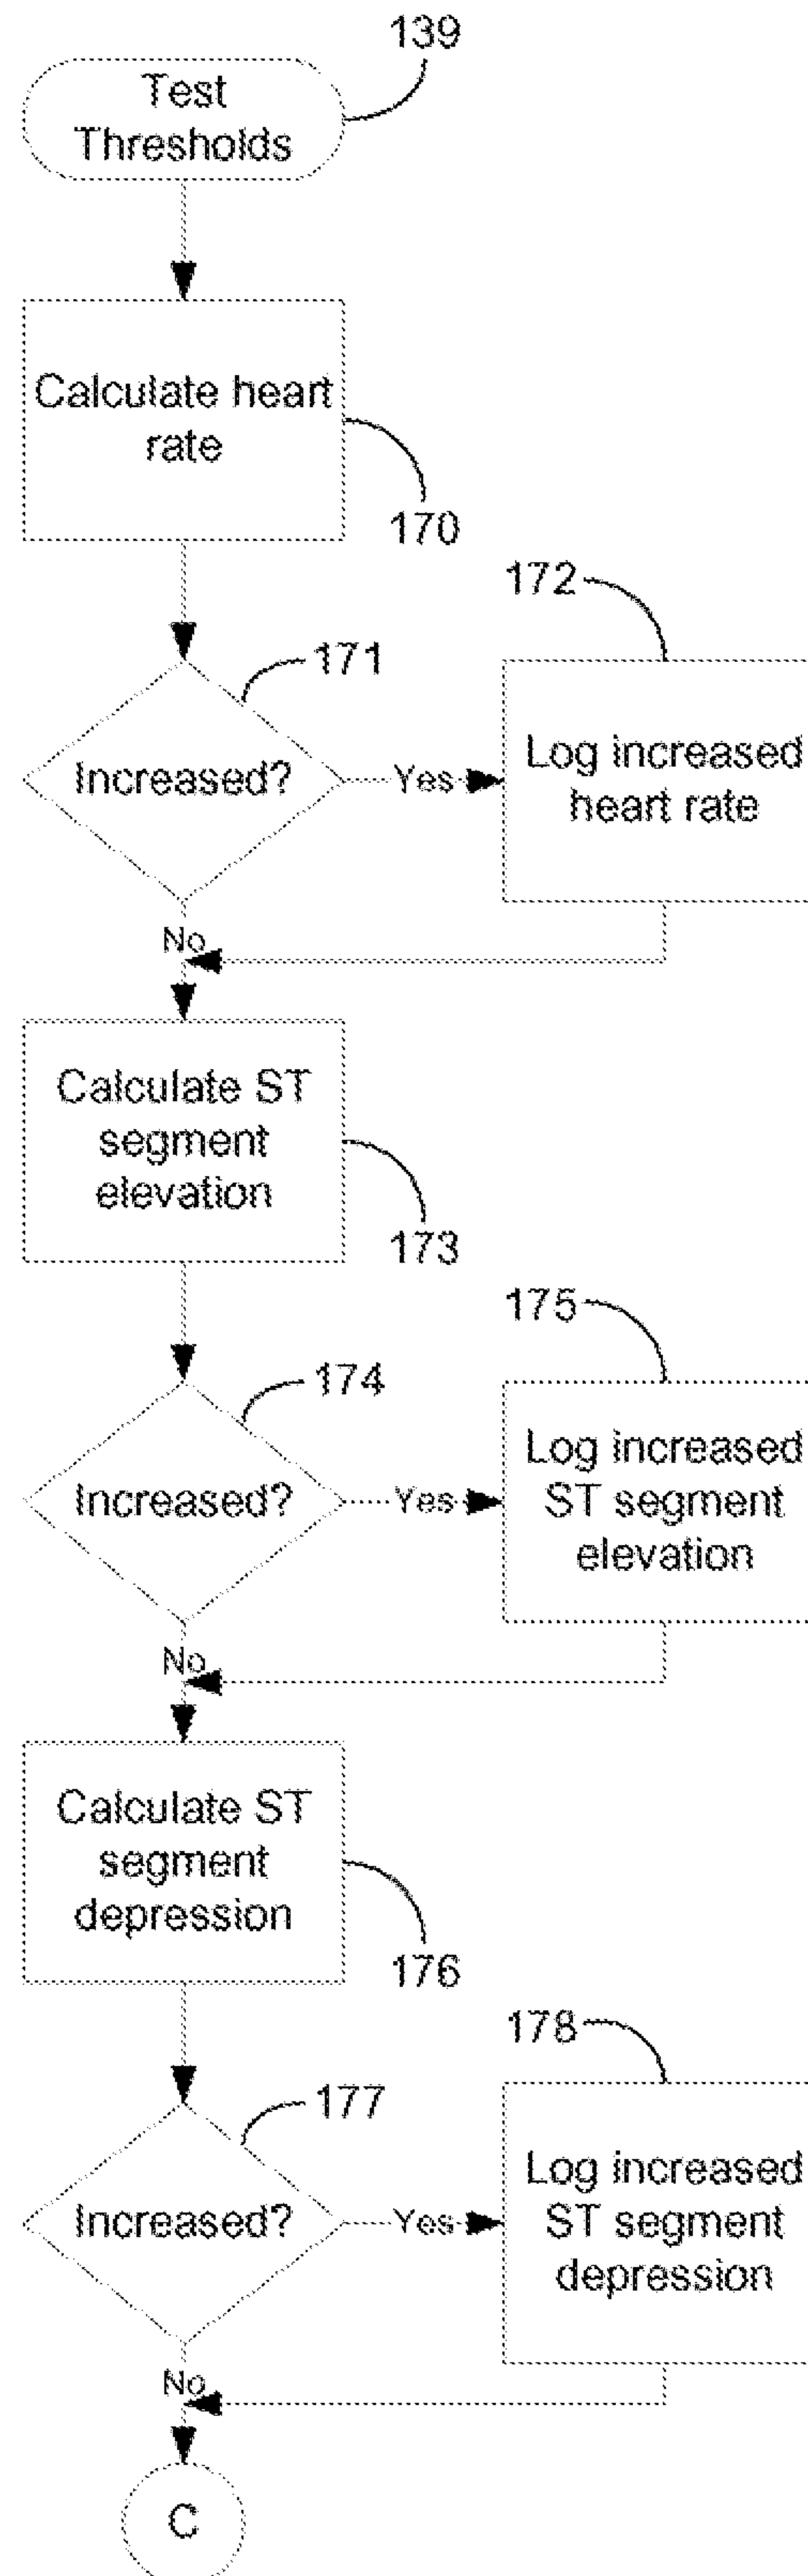 139
Test
Thresholds
Calculate heart
rate
170
172
171
Increased?
Yes
Log increased
heart rate
No
Calculate ST
segment
elevation
173
175
174
Increased?
Yes
Log increased
ST segment
elevation
No
Calculate ST
segment
depression
176
178
177
Increased?
Yes
Log increased
ST segment
depression
No
C